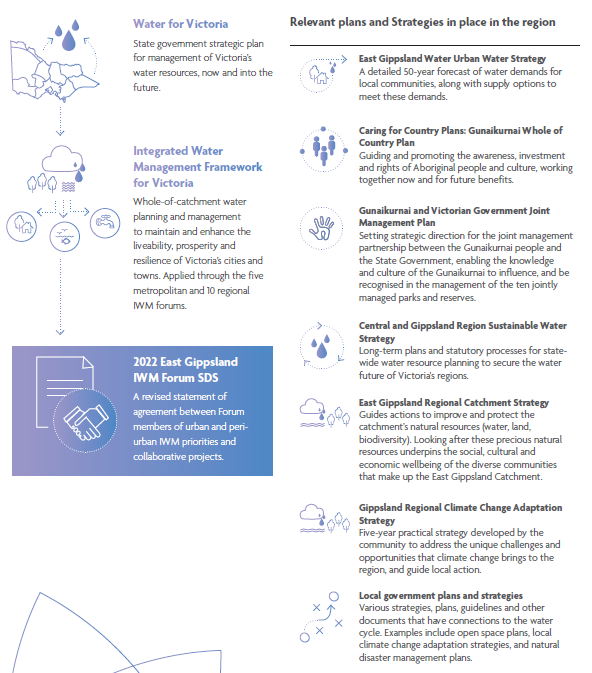 Water for Victoria
State government strategic plan
for management of Victoria's
water resources, now and into the
future.
Integrated Water
Management Framework
for Victoria
Whole-of-catchment water
planning and management
to maintain and enhance the
liveability, prosperity and
resilience of Victoria's cities and
towns. Applied through the five
metropolitan and 10 regional
IWM forums.
2022 East Gippsland
IWM Forum SDS
A revised statement of
agreement between Forum
members of urban and peri-
urban IWM priorities and
collaborative projects.
Relevant plans and Strategies in place in the region
East Gippsland Water Urban Water Strategy
A detailed 50-year forecast of water demands for
local communities, along with supply options to
meet these demands.
Caring for Country Plans: Gunaikurnai Whole of
Country Plan
Guiding and promoting the awareness, investment
and rights of Aboriginal people and culture, working
together now and for future benefits.
Gunaikurnai and Victorian Government Joint
Management Plan
Setting strategic direction for the joint management
partnership between the Gunaikurnai people and
the State Government, enabling the knowledge
and culture of the Gunaikurnai to influence, and be
recognised in the management of the ten jointly
managed parks and reserves.
Central and Gippsland Region Sustainable Water
Strategy
Long-term plans and statutory processes for state-
wide water resource planning to secure the water
future of Victoria's regions.
East Gippsland Regional Catchment Strategy
Guides actions to improve and protect the
catchment's natural resources (water, land,
biodiversity). Looking after these precious natural
resources underpins the social, cultural and
economic wellbeing of the diverse communities
that make up the East Gippsland Catchment.
Gippsland Regional Climate Change Adaptation
Strategy
Five-year practical strategy developed by the
community to address the unique challenges and
opportunities that climate change brings to the
region, and guide local action.
Local government plans and strategies
Various strategies, plans, guidelines and other
documents that have connections to the water
cycle. Examples include open space plans, local
climate change adaptation strategies, and natural
disaster management plans.